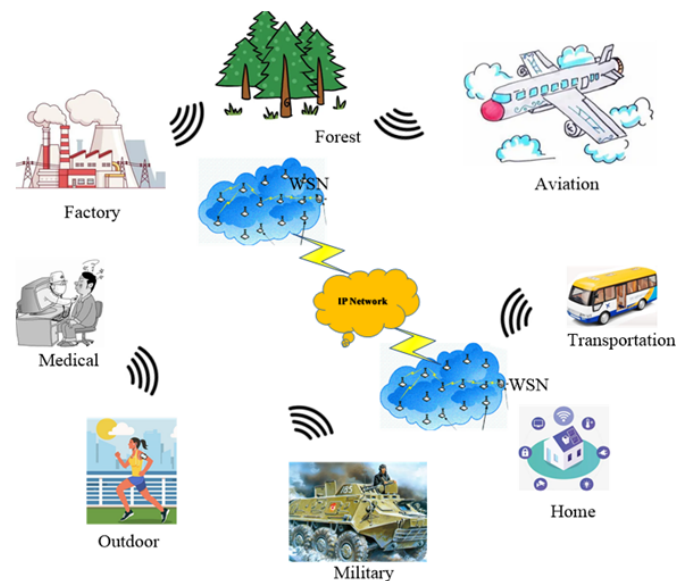 Forest
Aviation
Factory
WSN
IP Network
Transportation
Medical
WSN
Home
Outdoor
Military